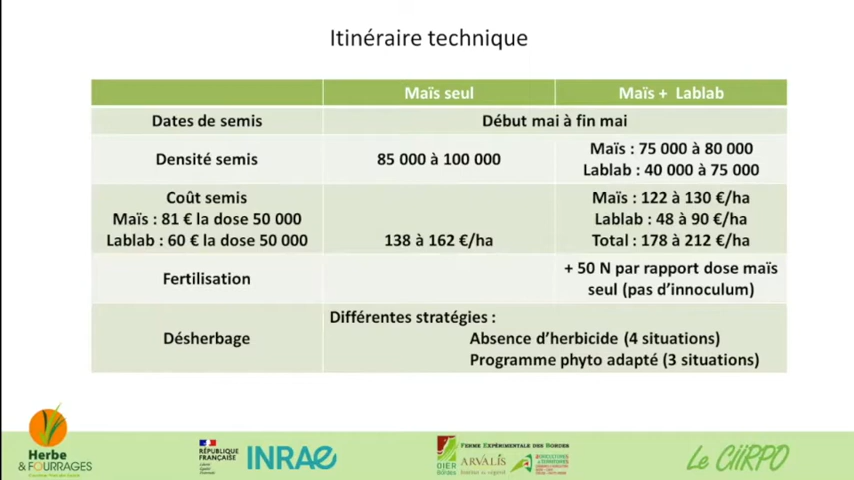 Itinéraire technique
Maïs seul
Maïs + Lablab
Dates de semis
Début mai à fin mai
Densité semis
85 000 à 100 000
Maïs : 75 000 à 80 000
Lablab : 40 000 à 75 000
Coût semis
Maïs : 81 € la dose 50 000
Lablab : 60 € la dose 50 000
138 à 162 €/ha
Maïs : 122 à 130 €/ha
Lablab : 48 à 90 €/ha
Total : 178 à 212 €/ha
Fertilisation
+ 50 N par rapport dose maïs
seul (pas d'innoculum)
Désherbage
Différentes stratégies :
Absence d'herbicide (4 situations)
Programme phyto adapté (3 situations)
Herbe
& FOURRAGES
RÉPUBLIQUE
FRANÇAISE
INRAE
OIER
Bordes
FERME EXPÉRIMENTALE DES BORDES
ARVALIS
Le CIIRPO